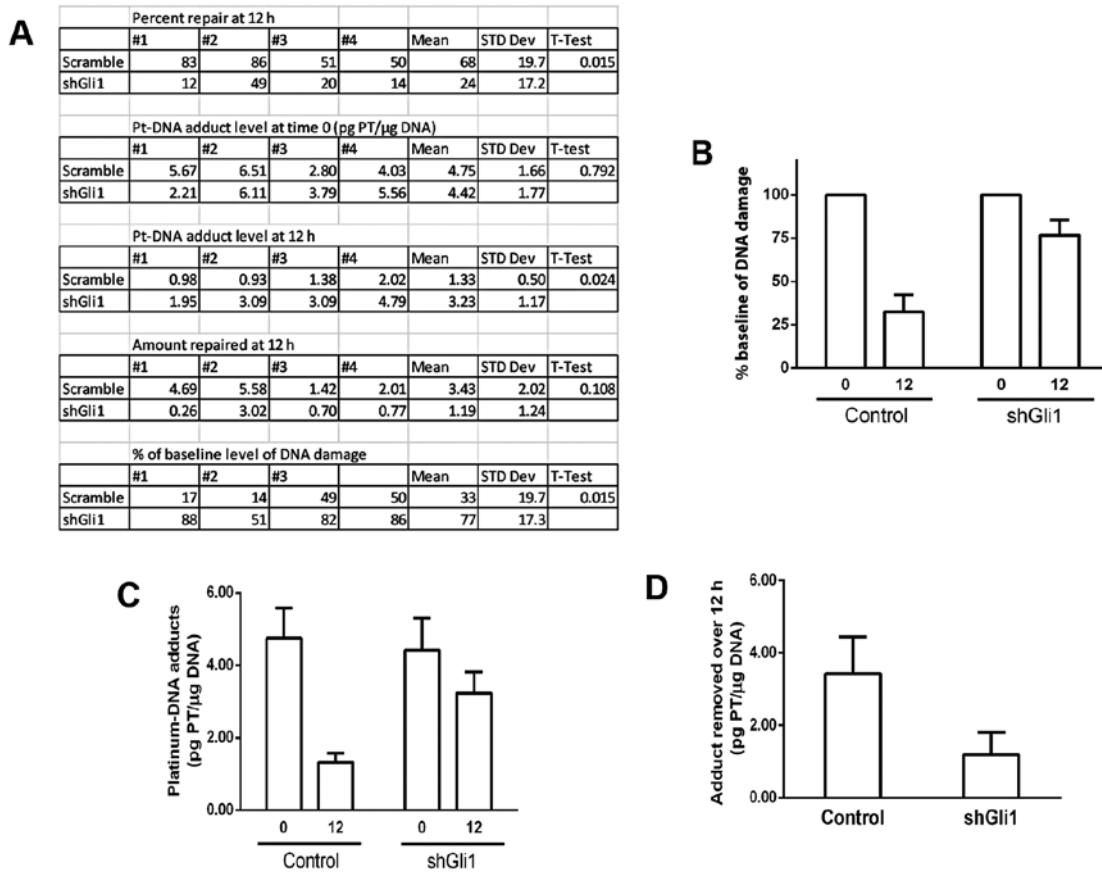 A
Percent repair at 12 h
#1 #2 #3 #4 Mean STD Dev T-Test
Scramble 83 86 51 50 68 19.7 0.015
shGli1 12 49 20 14 24 17.2
Pt-DNA adduct level at time 0 (pg PT/µg DNA)
#1 #2 #3 #4 Mean STD Dev T-test
Scramble 5.67 6.51 2.80 4.03 4.75 1.66 0.792
shGli1 2.21 6.11 3.79 5.56 4.42 1.77
Pt-DNA adduct level at 12 h
#1 #2 #3 #4 Mean STD Dev T-Test
Scramble 0.98 0.93 1.38 2.02 1.33 0.50 0.024
shGli1 1.95 3.09 3.09 4.79 3.23 1.17
Amount repaired at 12 h
#1 #2 #3 #4 Mean STD Dev T-Test
Scramble 4.69 5.58 1.42 2.01 3.43 2.02 0.108
shGli1 0.26 3.02 0.70 0.77 1.19 1.24
% of baseline level of DNA damage
#1 #2 #3 Mean STD Dev T-Test
Scramble 17 14 49 50 33 19.7 0.015
shGli1 88 51 82 86 77 17.3
B
% baseline of DNA damage
100
75
50
25
0
0 12 0 12
Control shGli1
C
Platinum-DNA adducts
(pg PT/µg DNA)
6.00
4.00
2.00
0.00
0 12 0 12
Control shGli1
D
Adduct removed over 12 h
(pg PT/µg DNA)
6.00
4.00
2.00
0.00
Control shGli1